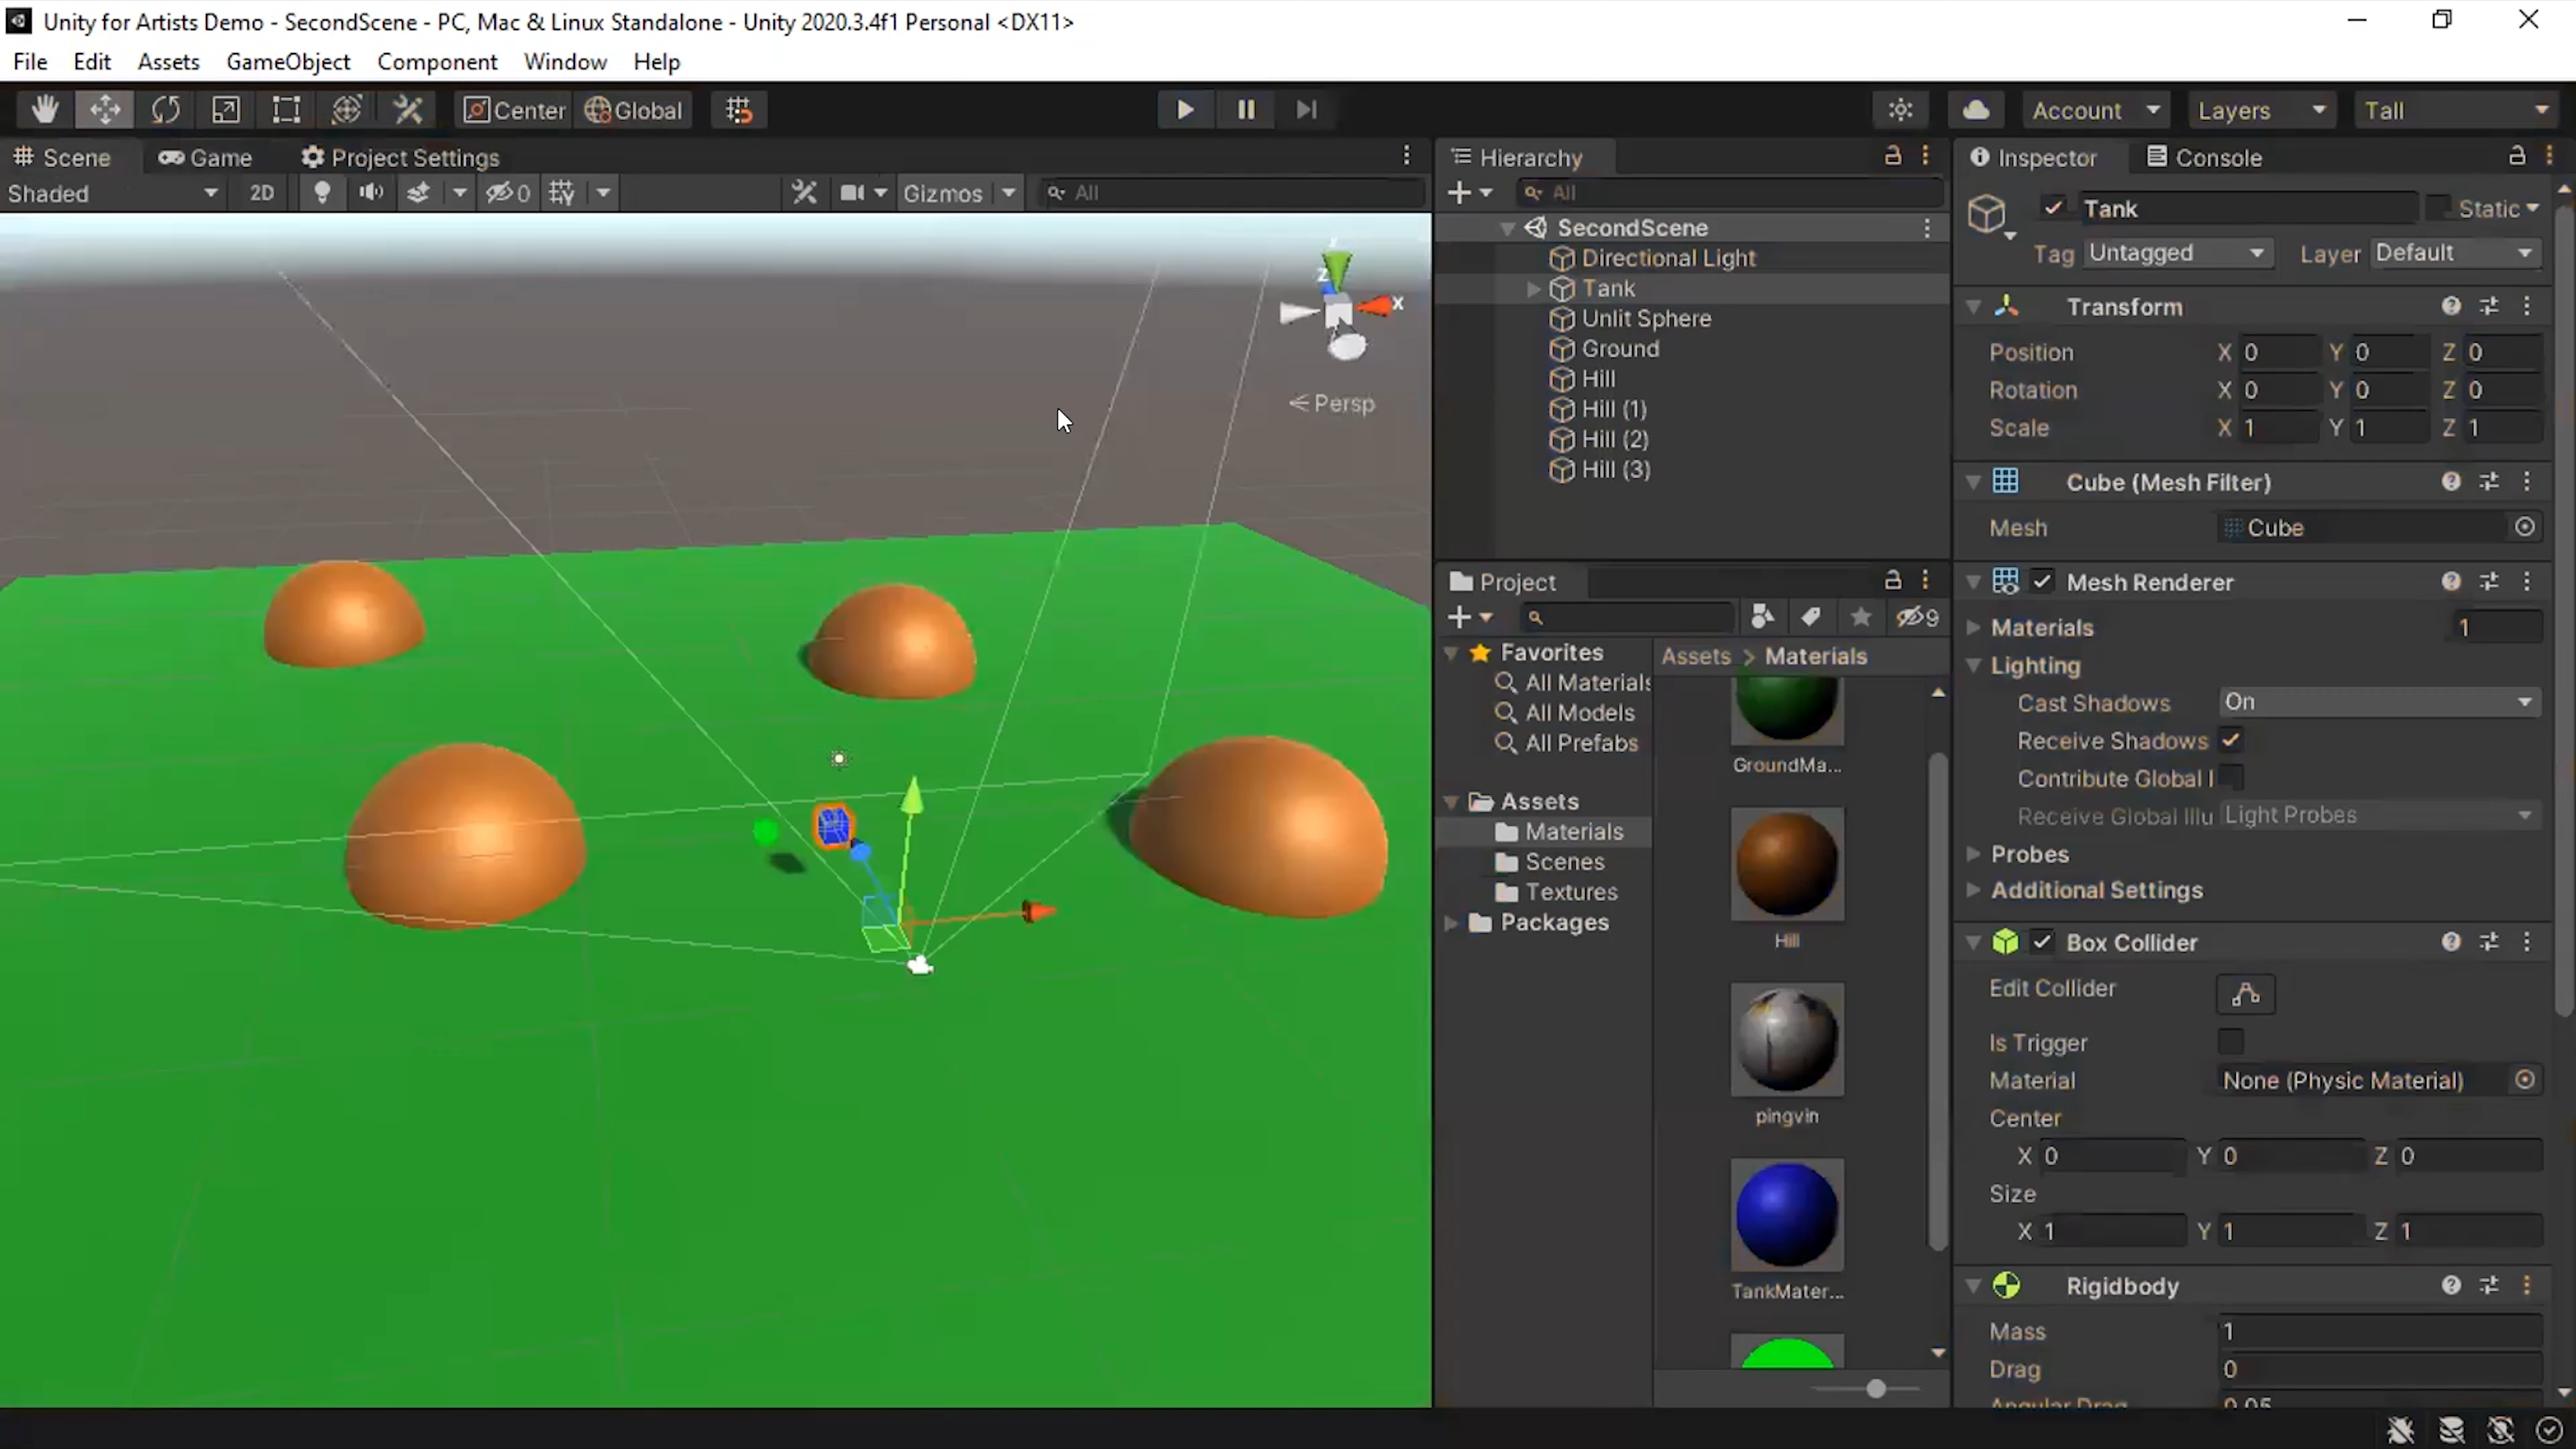 Unity for Artists Demo - SecondScene - PC, Mac & Linux Standalone - Unity 2020.3.4f1 Personal <DX11>
File Edit Assets GameObject Component Window Help
Center Global Account Layers Tall
Scene Game Project Settings
Shaded 2D 0 Gizmos All
Y
Z
X
Persp
Hierarchy
All
SecondScene
Directional Light
Tank
Unlit Sphere
Ground
Hill
Hill (1)
Hill (2)
Hill (3)
Project
9
Favorites
All Materials
All Models
All Prefabs
Assets
Materials
Scenes
Textures
Packages
Assets > Materials
GroundMa...
Hill
pingvin
TankMater...
Inspector Console
Tank Static
Tag Untagged Layer Default
Transform
Position X 0 Y 0 Z 0
Rotation X 0 Y 0 Z 0
Scale X 1 Y 1 Z 1
Cube (Mesh Filter)
Mesh Cube
Mesh Renderer
Materials 1
Lighting
Cast Shadows On
Receive Shadows
Contribute Global I
Receive Global Illu Light Probes
Probes
Additional Settings
Box Collider
Edit Collider
Is Trigger
Material None (Physic Material)
Center
X 0 Y 0 Z 0
Size
X 1 Y 1 Z 1
Rigidbody
Mass 1
Drag 0
Angular Drag 0.05